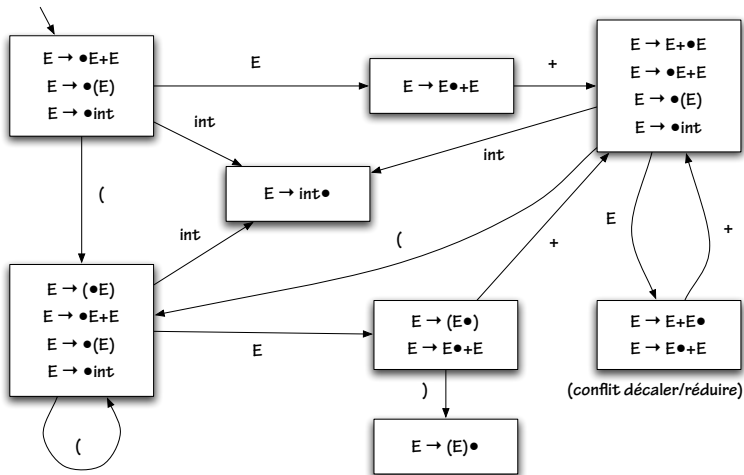 E → •E+E
E → •(E)
E → •int
E
E → E•+E
+
E → E+•E
E → •E+E
E → •(E)
E → •int
int
int
(
E → int•
int
(
E
+
+
E → (•E)
E → •E+E
E → •(E)
E → •int
E
E → (E•)
E → E•+E
E → E+E•
E → E•+E
(conflit décaler/réduire)
)
(
E → (E)•